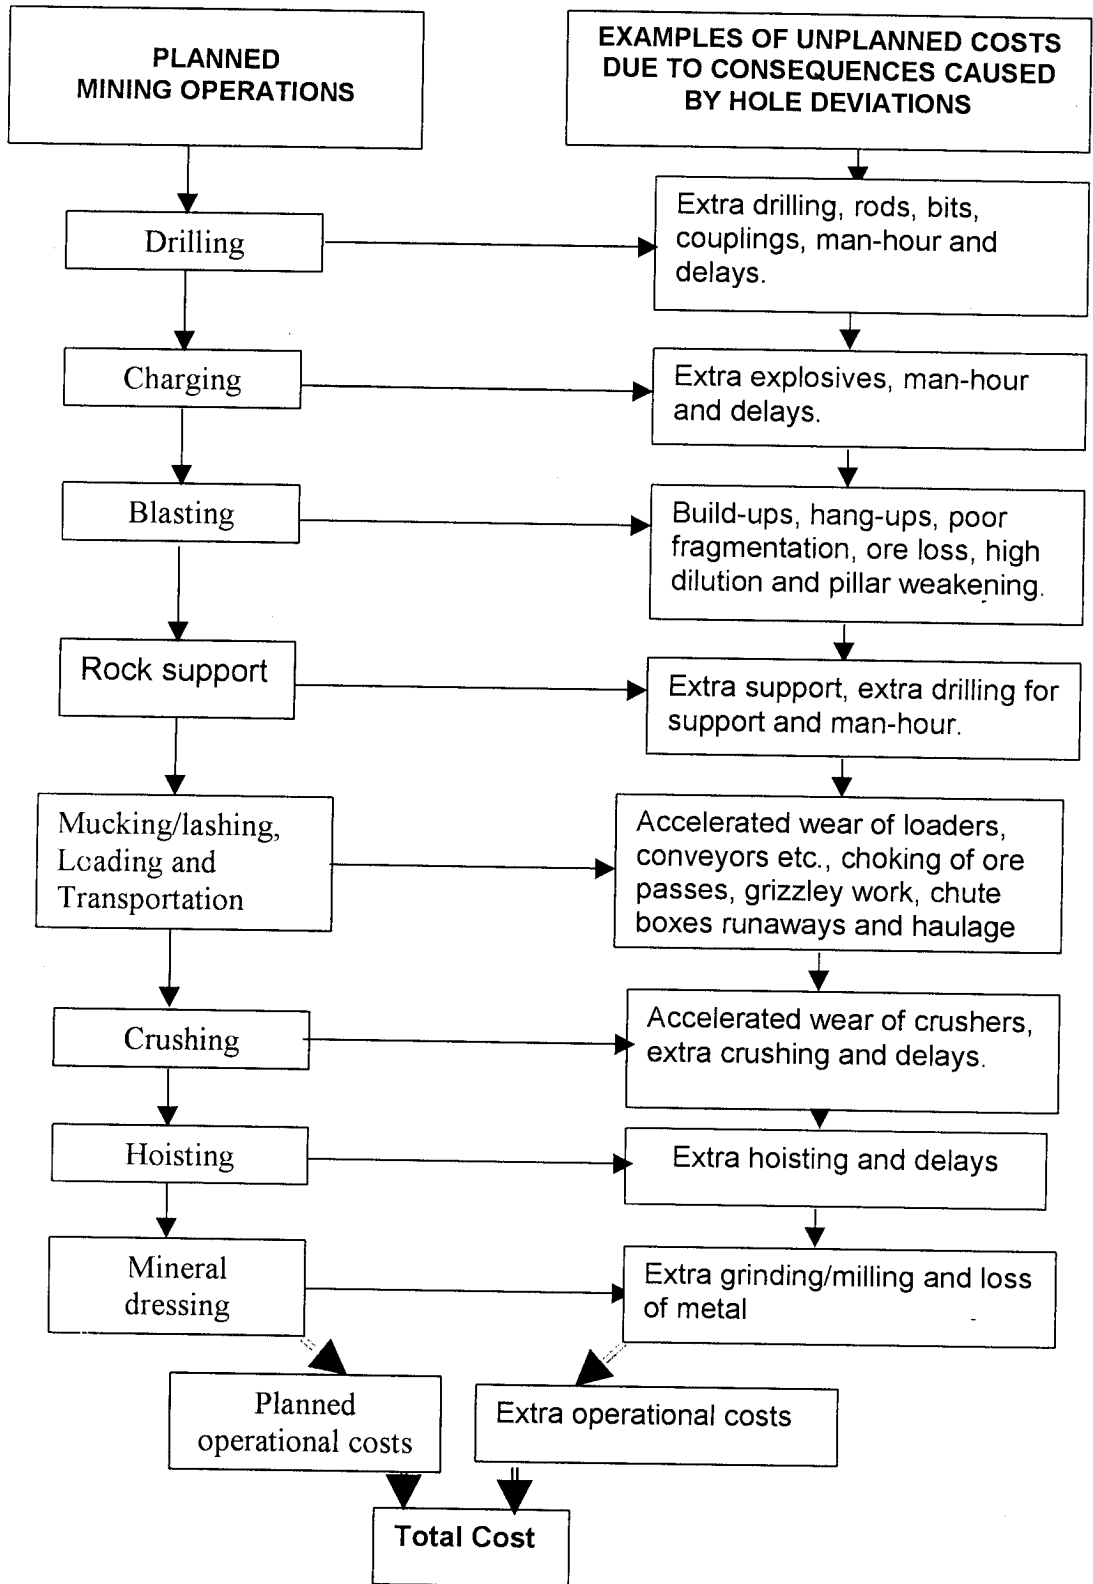 PLANNED
MINING OPERATIONS
EXAMPLES OF UNPLANNED COSTS
DUE TO CONSEQUENCES CAUSED
BY HOLE DEVIATIONS
Drilling
Extra drilling, rods, bits,
couplings, man-hour and
delays.
Charging
Extra explosives, man-hour
and delays.
Blasting
Build-ups, hang-ups, poor
fragmentation, ore loss, high
dilution and pillar weakening.
Rock support
Extra support, extra drilling for
support and man-hour.
Mucking/lashing,
Loading and
Transportation
Accelerated wear of loaders,
conveyors etc., choking of ore
passes, grizzley work, chute
boxes runaways and haulage
Crushing
Accelerated wear of crushers,
extra crushing and delays.
Hoisting
Extra hoisting and delays
Mineral
dressing
Extra grinding/milling and loss
of metal
Planned
operational costs
Extra operational costs
Total Cost